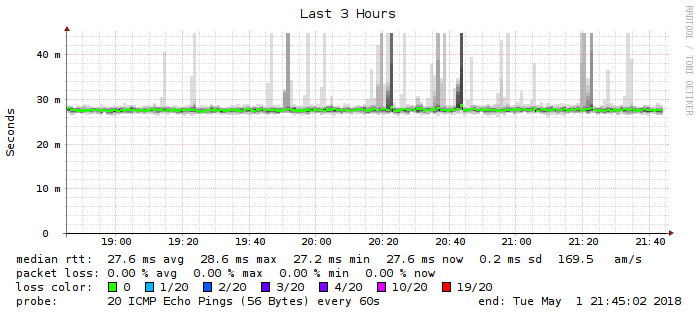 Last 3 Hours
RRDTOOL / TOBI OETIKER
Seconds
40 m
30 m
20 m
10 m
0
19:00 19:20 19:40 20:00 20:20 20:40 21:00 21:20 21:40
median rtt: 27.6 ms avg 28.6 ms max 27.2 ms min 27.6 ms now 0.2 ms sd 169.5 am/s
packet loss: 0.00 % avg 0.00 % max 0.00 % min 0.00 % now
loss color: 0 1/20 2/20 3/20 4/20 10/20 19/20
probe: 20 ICMP Echo Pings (56 Bytes) every 60s end: Tue May 1 21:45:02 2018